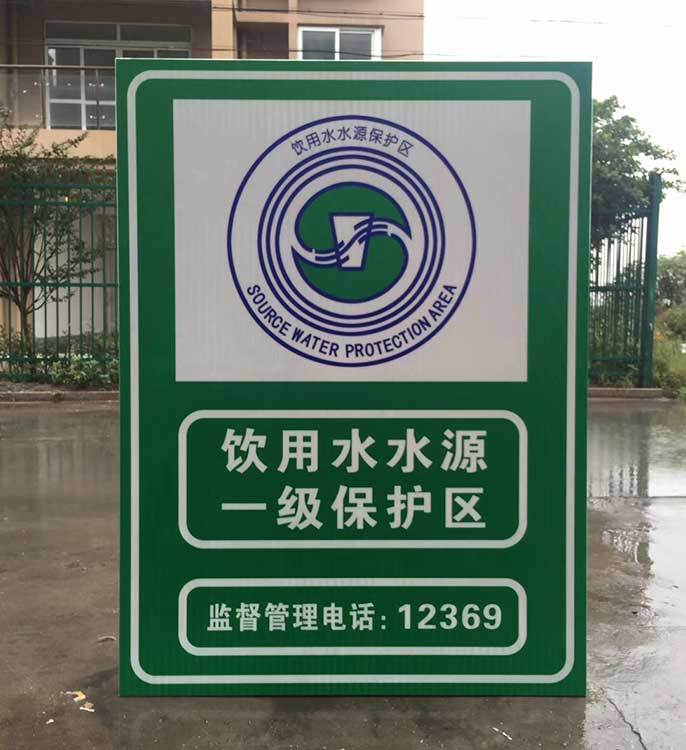 饮用水水源保护区
SOURCE WATER PROTECTION AREA
饮用水水源
一级保护区
监督管理电话:12369